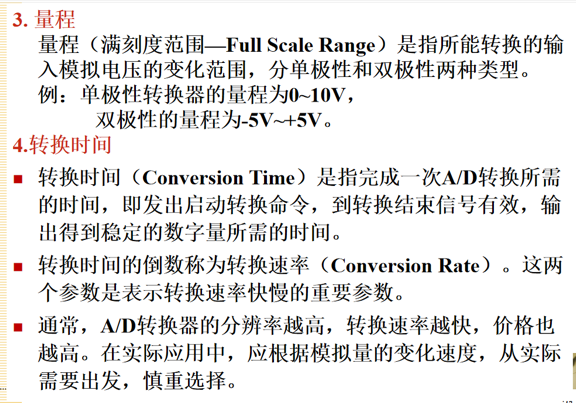 3. 量程
量程（满刻度范围—Full Scale Range）是指所能转换的输
入模拟电压的变化范围，分单极性和双极性两种类型。
例：单极性转换器的量程为0~10V，
双极性的量程为-5V~+5V。
4.转换时间
■ 转换时间（Conversion Time）是指完成一次A/D转换所需
的时间，即发出启动转换命令，到转换结束信号有效，输
出得到稳定的数字量所需的时间。
■ 转换时间的倒数称为转换速率（Conversion Rate）。这两
个参数是表示转换速率快慢的重要参数。
■ 通常，A/D转换器的分辨率越高，转换速率越快，价格也
越高。在实际应用中，应根据模拟量的变化速度，从实际
需要出发，慎重选择。